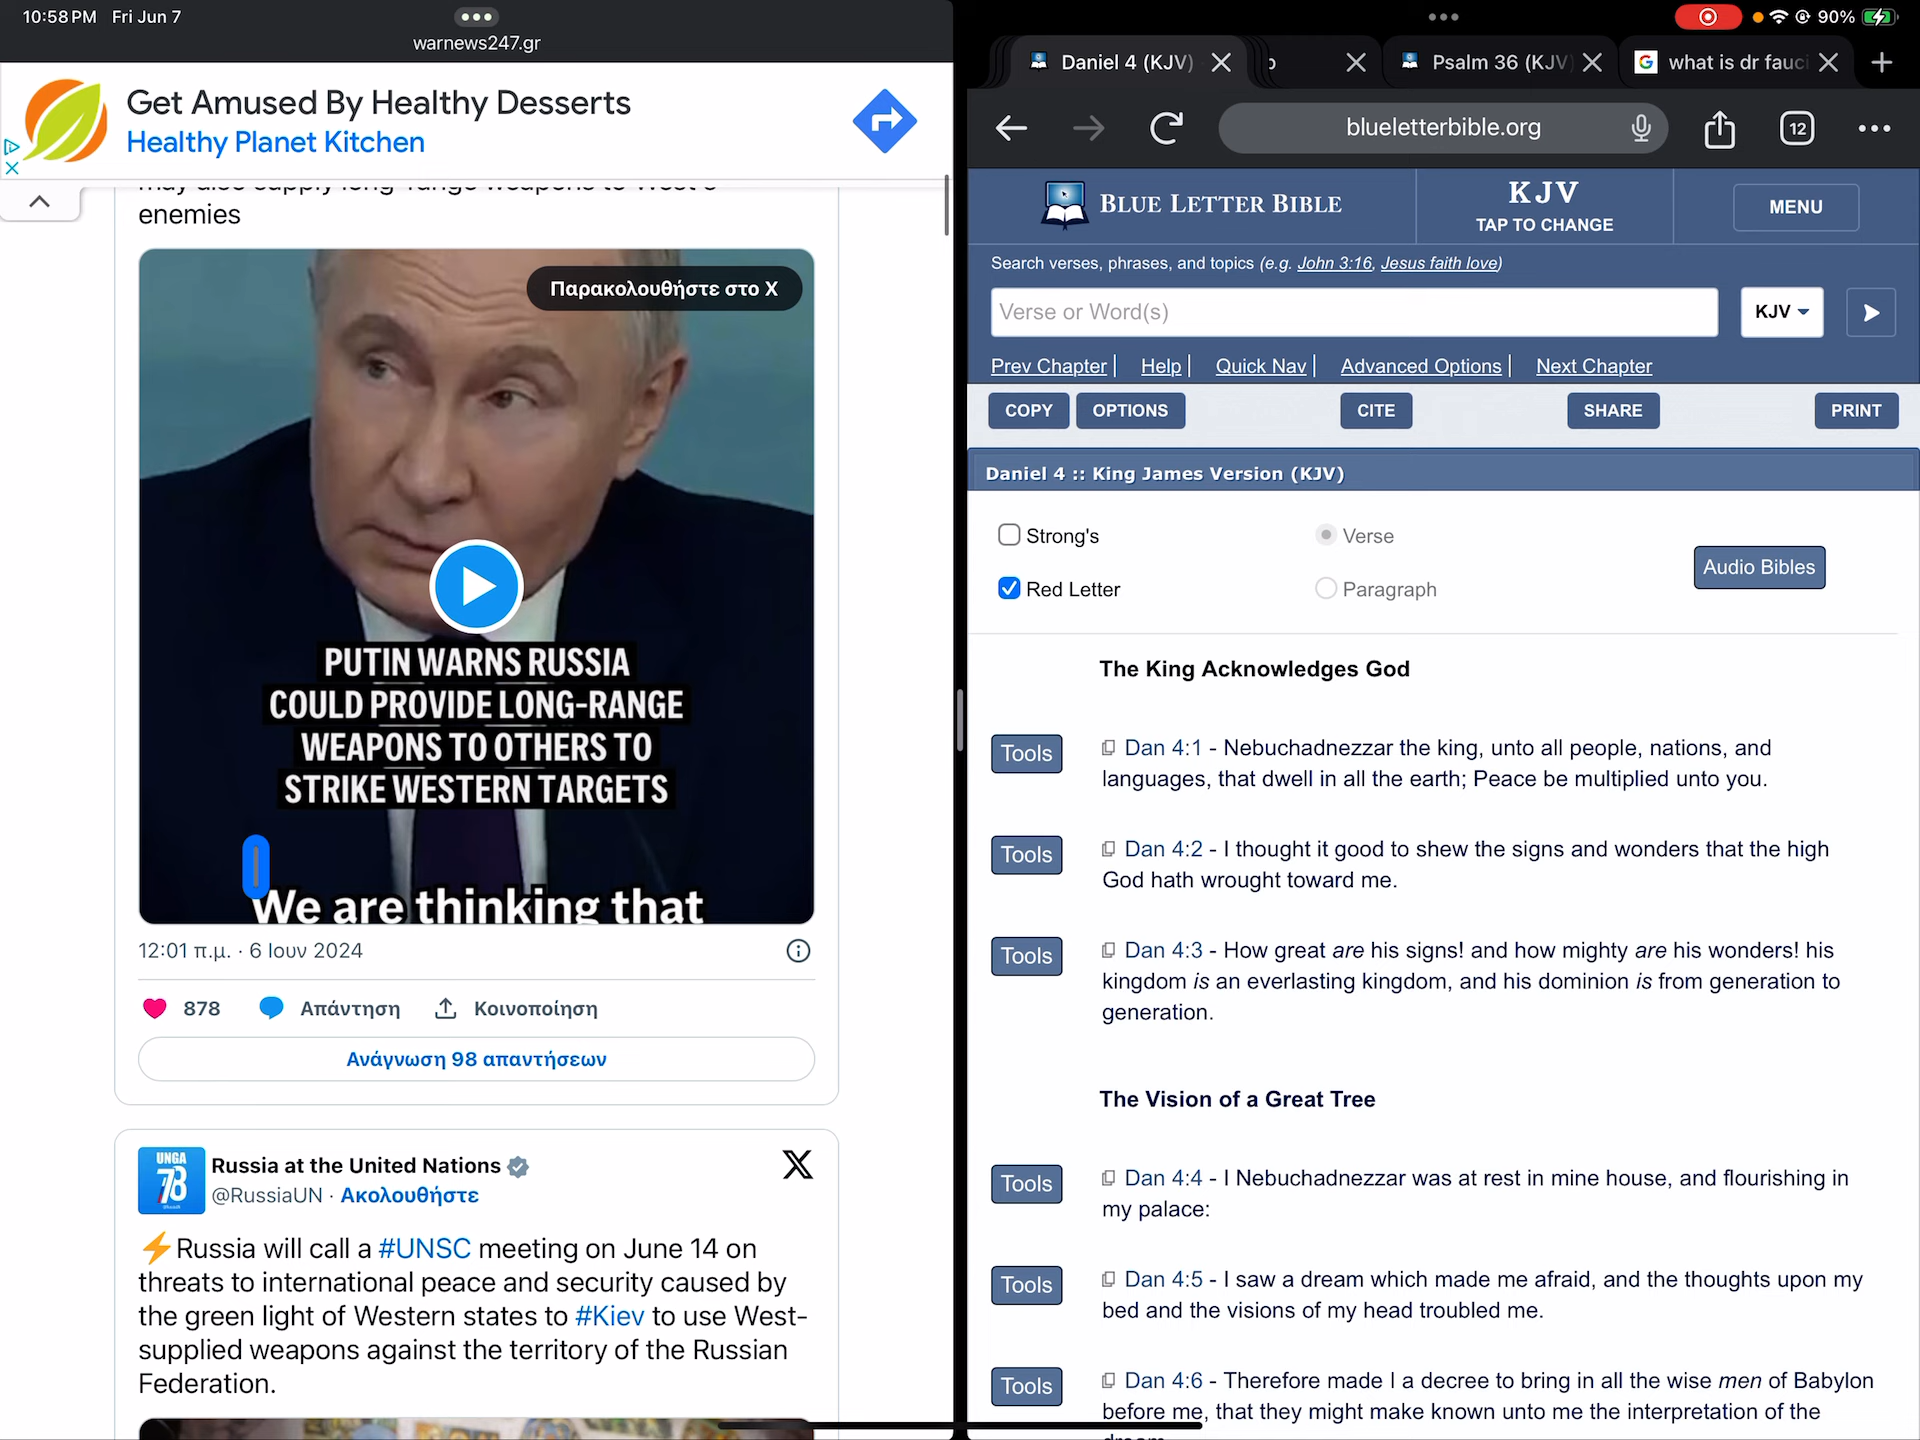 10:58 PM Fri Jun 7
warnews247.gr
Get Amused By Healthy Desserts
Healthy Planet Kitchen
may also supply long-range weapons to West's
enemies
Παρακολουθήστε στο X
PUTIN WARNS RUSSIA
COULD PROVIDE LONG-RANGE
WEAPONS TO OTHERS TO
STRIKE WESTERN TARGETS
We are thinking that
12:01 π.μ. · 6 Ιουν 2024
878 Απάντηση Κοινοποίηση
Ανάγνωση 98 απαντήσεων
UNGA
78
Russia at the United Nations
@RussiaUN · Ακολουθήστε
⚡Russia will call a #UNSC meeting on June 14 on
threats to international peace and security caused by
the green light of Western states to #Kiev to use West-
supplied weapons against the territory of the Russian
Federation.
90%
Daniel 4 (KJV) Psalm 36 (KJV what is dr fauci
blueletterbible.org
12
BLUE LETTER BIBLE
KJV
TAP TO CHANGE
MENU
Search verses, phrases, and topics (e.g. John 3:16, Jesus faith love)
Verse or Word(s)
KJV
Prev Chapter | Help | Quick Nav | Advanced Options | Next Chapter
COPY OPTIONS CITE SHARE PRINT
Daniel 4 :: King James Version (KJV)
Strong's Verse
Audio Bibles
Red Letter Paragraph
The King Acknowledges God
Tools Dan 4:1 - Nebuchadnezzar the king, unto all people, nations, and
languages, that dwell in all the earth; Peace be multiplied unto you.
Tools Dan 4:2 - I thought it good to shew the signs and wonders that the high
God hath wrought toward me.
Tools Dan 4:3 - How great are his signs! and how mighty are his wonders! his
kingdom is an everlasting kingdom, and his dominion is from generation to
generation.
The Vision of a Great Tree
Tools Dan 4:4 - I Nebuchadnezzar was at rest in mine house, and flourishing in
my palace:
Tools Dan 4:5 - I saw a dream which made me afraid, and the thoughts upon my
bed and the visions of my head troubled me.
Tools Dan 4:6 - Therefore made I a decree to bring in all the wise men of Babylon
before me, that they might make known unto me the interpretation of the